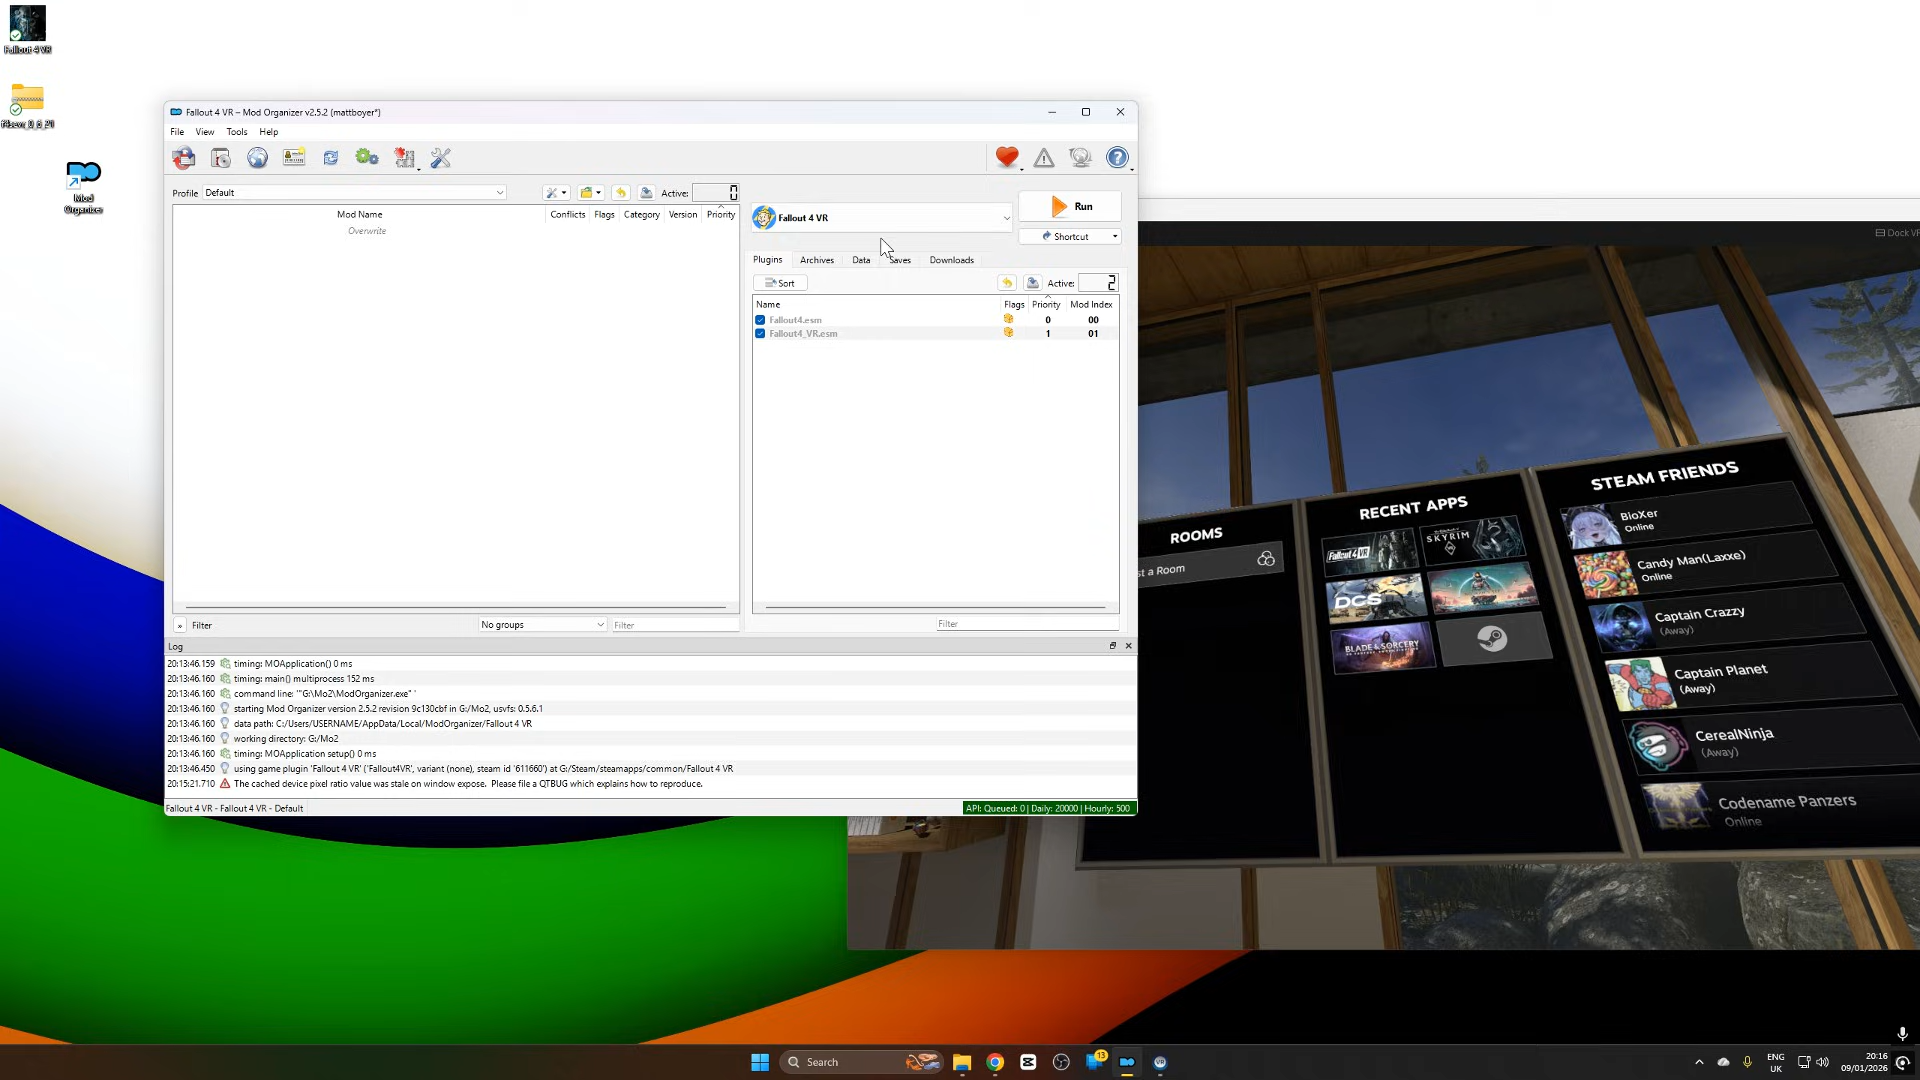 Fallout 4 VR
f4sevr_0_6_21
Mod
Organizer
Fallout 4 VR – Mod Organizer v2.5.2 (mattboyer*)
File View Tools Help
Profile Default Active: 0
Mod Name Conflicts Flags Category Version Priority
Overwrite
Fallout 4 VR
Run
Shortcut
Plugins Archives Data Saves Downloads
Sort Active: 2
Name Flags Priority Mod Index
Fallout4.esm 0 00
Fallout4_VR.esm 1 01
» Filter No groups Filter
Filter
Log
20:13:46.159 timing: MOApplication() 0 ms
20:13:46.160 timing: main() multiprocess 152 ms
20:13:46.160 command line: '"G:\Mo2\ModOrganizer.exe" '
20:13:46.160 starting Mod Organizer version 2.5.2 revision 9c130cbf in G:/Mo2, usvfs: 0.5.6.1
20:13:46.160 data path: C:/Users/USERNAME/AppData/Local/ModOrganizer/Fallout 4 VR
20:13:46.160 working directory: G:/Mo2
20:13:46.160 timing: MOApplication setup() 0 ms
20:13:46.450 using game plugin 'Fallout 4 VR' ('Fallout4VR', variant (none), steam id '611660') at G:/Steam/steamapps/common/Fallout 4 VR
20:15:21.710 The cached device pixel ratio value was stale on window expose. Please file a QTBUG which explains how to reproduce.
Fallout 4 VR - Fallout 4 VR - Default
API: Queued: 0 | Daily: 20000 | Hourly: 500
Dock VR
ROOMS
st a Room
RECENT APPS
Fallout 4 VR
SKYRIM
DCS
BLADE & SORCERY
STEAM FRIENDS
BioXer
Online
Candy Man(Laxxe)
Online
Captain Crazzy
(Away)
Captain Planet
(Away)
CerealNinja
(Away)
Codename Panzers
Online
Search
13
ENG
UK
20:16
09/01/2026